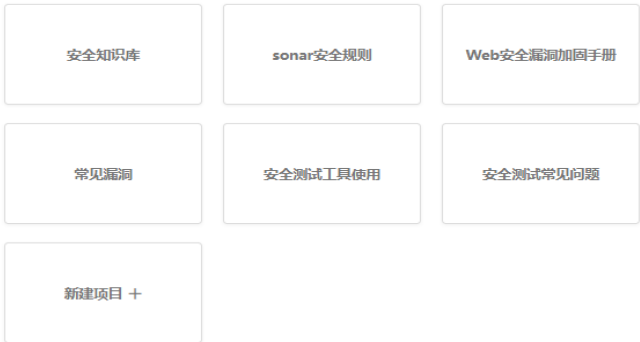 安全知识库
sonar安全规则
Web安全漏洞加固手册
常见漏洞
安全测试工具使用
安全测试常见问题
新建项目 +